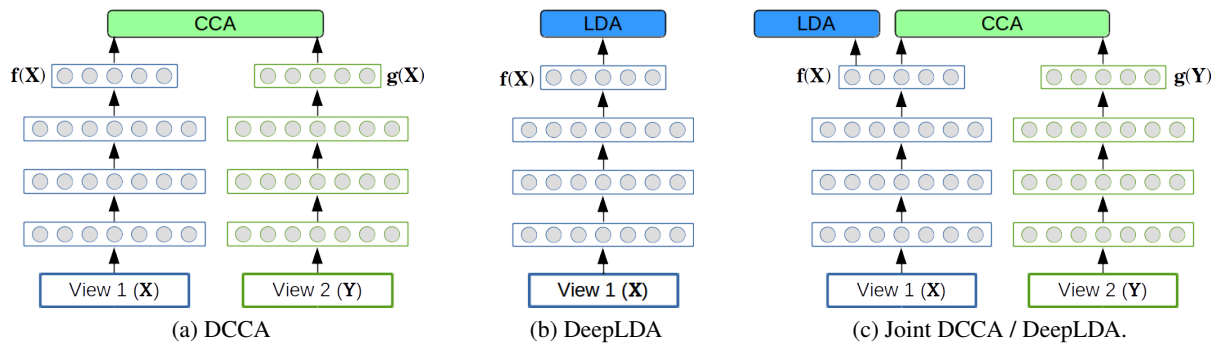 CCA
f(X)
g(X)
View 1 (X)
View 2 (Y)
(a) DCCA
LDA
f(X)
View 1 (X)
(b) DeepLDA
LDA
CCA
f(X)
g(Y)
View 1 (X)
View 2 (Y)
(c) Joint DCCA / DeepLDA.